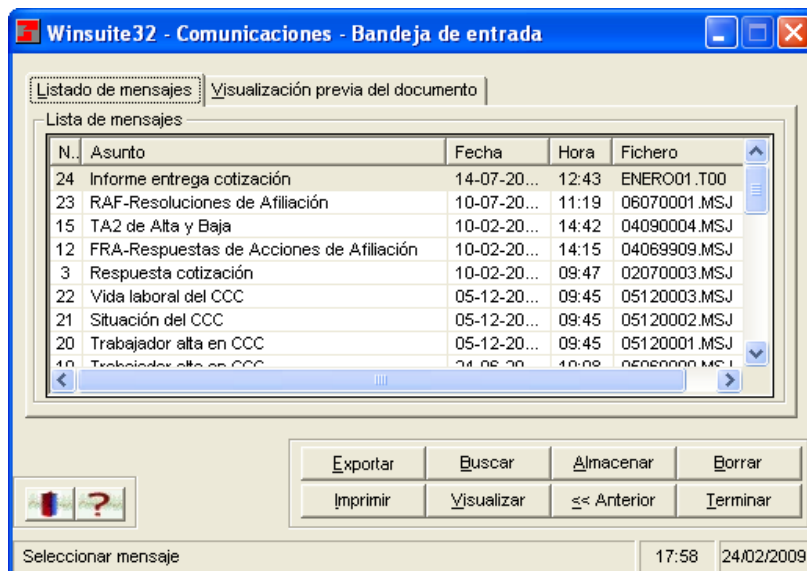 Winsuite32 - Comunicaciones - Bandeja de entrada
Listado de mensajes Visualización previa del documento
Lista de mensajes
N.. Asunto Fecha Hora Fichero
24 Informe entrega cotización 14-07-20... 12:43 ENERO01.T00
23 RAF-Resoluciones de Afiliación 10-07-20... 11:19 06070001.MSJ
15 TA2 de Alta y Baja 10-02-20... 14:42 04090004.MSJ
12 FRA-Respuestas de Acciones de Afiliación 10-02-20... 14:15 04069909.MSJ
3 Respuesta cotización 10-02-20... 09:47 02070003.MSJ
22 Vida laboral del CCC 05-12-20... 09:45 05120003.MSJ
21 Situación del CCC 05-12-20... 09:45 05120002.MSJ
20 Trabajador alta en CCC 05-12-20... 09:45 05120001.MSJ
Trabajador alta en CCC
Exportar Buscar Almacenar Borrar
Imprimir Visualizar << Anterior Terminar
Seleccionar mensaje 17:58 24/02/2009